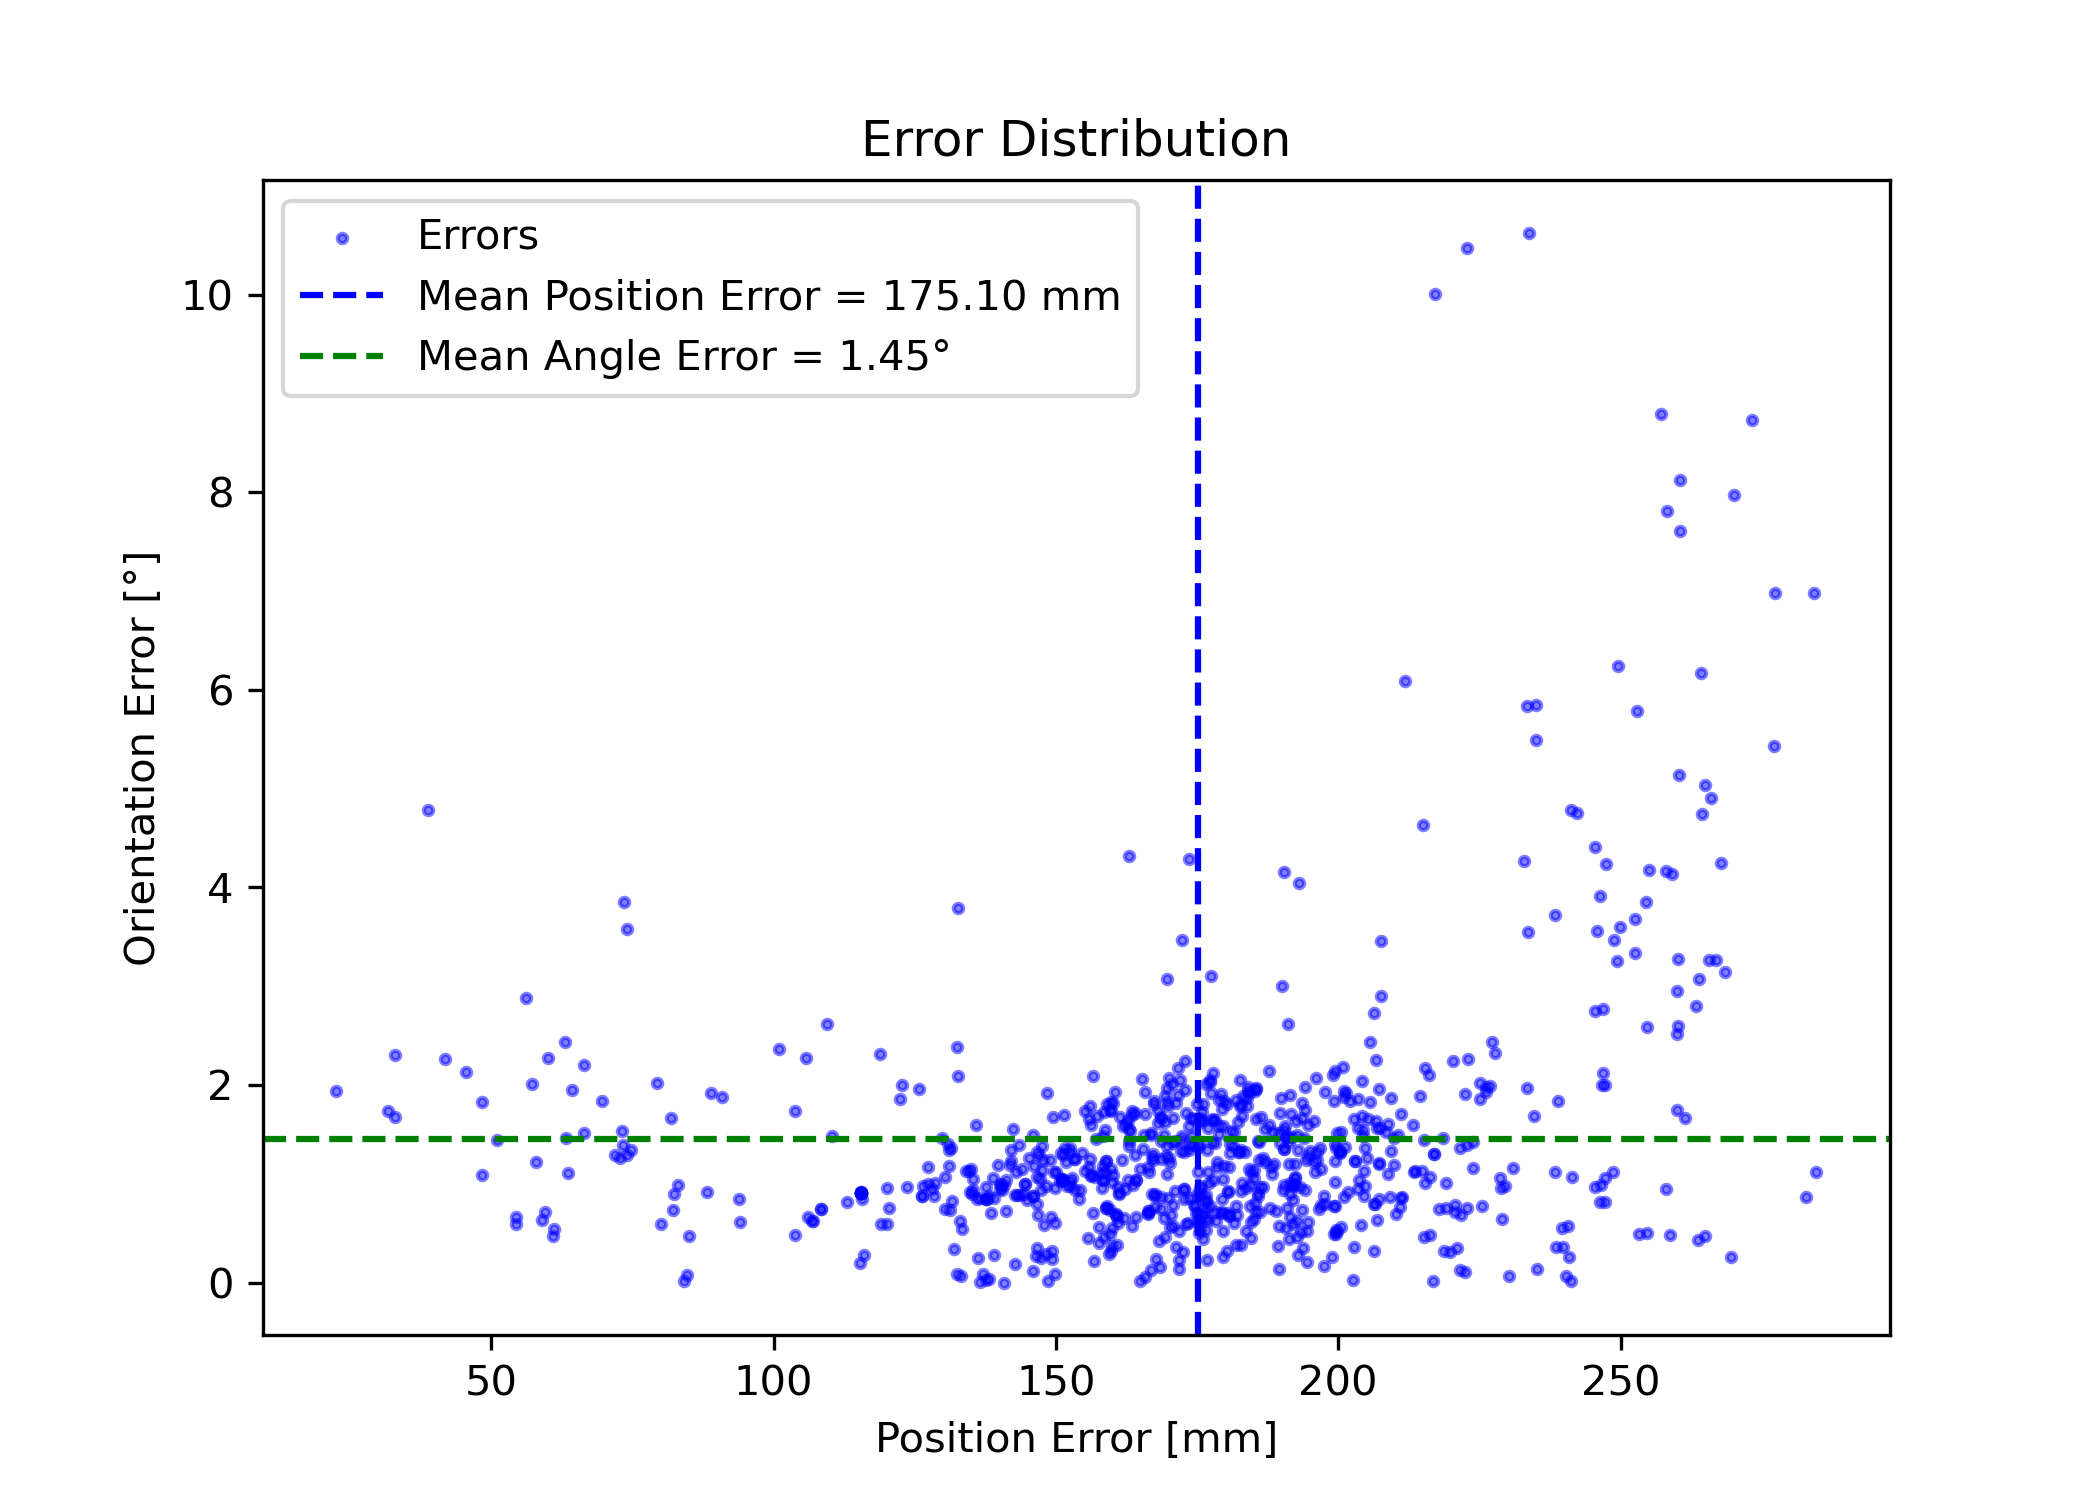 Error Distribution
Errors
Mean Position Error = 175.10 mm
Mean Angle Error = 1.45°
10
8
6
4
2
0
Orientation Error [°]
50 100 150 200 250
Position Error [mm]